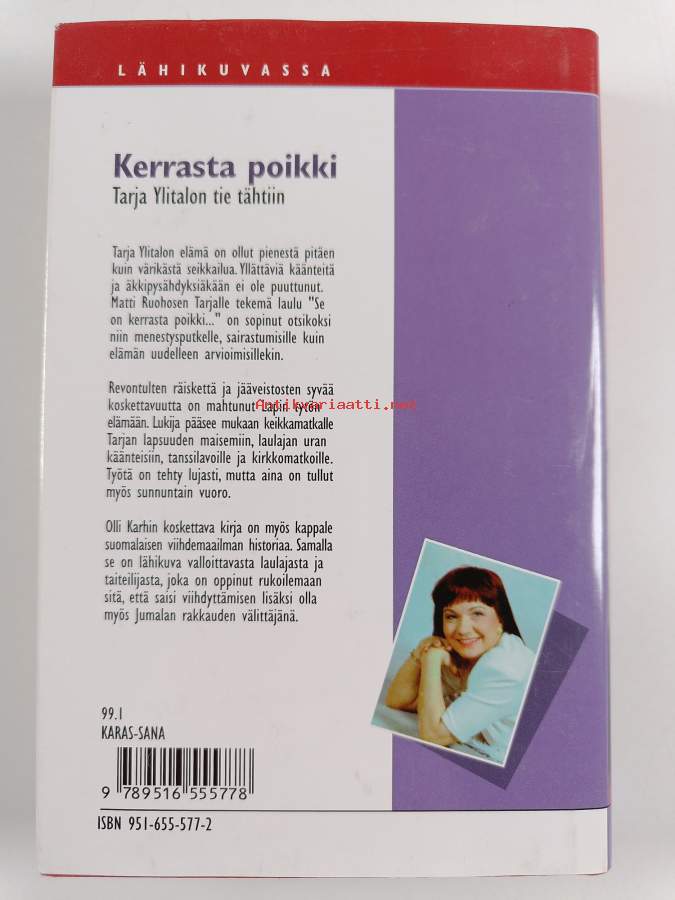 LÄHIKUVASSA
Kerrasta poikki
Tarja Ylitalon tie tähtiin
Tarja Ylitalon elämä on ollut pienestä pitäen
kuin värikästä seikkailua. Yllättäviä käänteitä
ja äkkipysähdyksiäkään ei ole puuttunut.
Matti Ruohosen Tarjalle tekemä laulu "Se
on kerrasta poikki..." on sopinut otsikoksi
niin menestysputkelle, sairastumisille kuin
elämän uudelleen arvioimisillekin.
Revontulten räiskettä ja jääveistosten syvää
koskettavuutta on mahtunut Lapin tytön
Antikvariaatti.net
elämään. Lukija pääsee mukaan keikkamatkalle
Tarjan lapsuuden maisemiin, laulajan uran
käänteisiin, tanssilavoille ja kirkkomatkoille.
Työtä on tehty lujasti, mutta aina on tullut
myös sunnuntain vuoro.
Olli Karhin koskettava kirja on myös kappale
suomalaisen viihdemaailman historiaa. Samalla
se on lähikuva valloittavasta laulajasta ja
taiteilijasta, joka on oppinut rukoilemaan
sitä, että saisi viihdyttämisen lisäksi olla
myös Jumalan rakkauden välittäjänä.
99.1
KARAS-SANA
9 789516 555778
ISBN 951-655-577-2